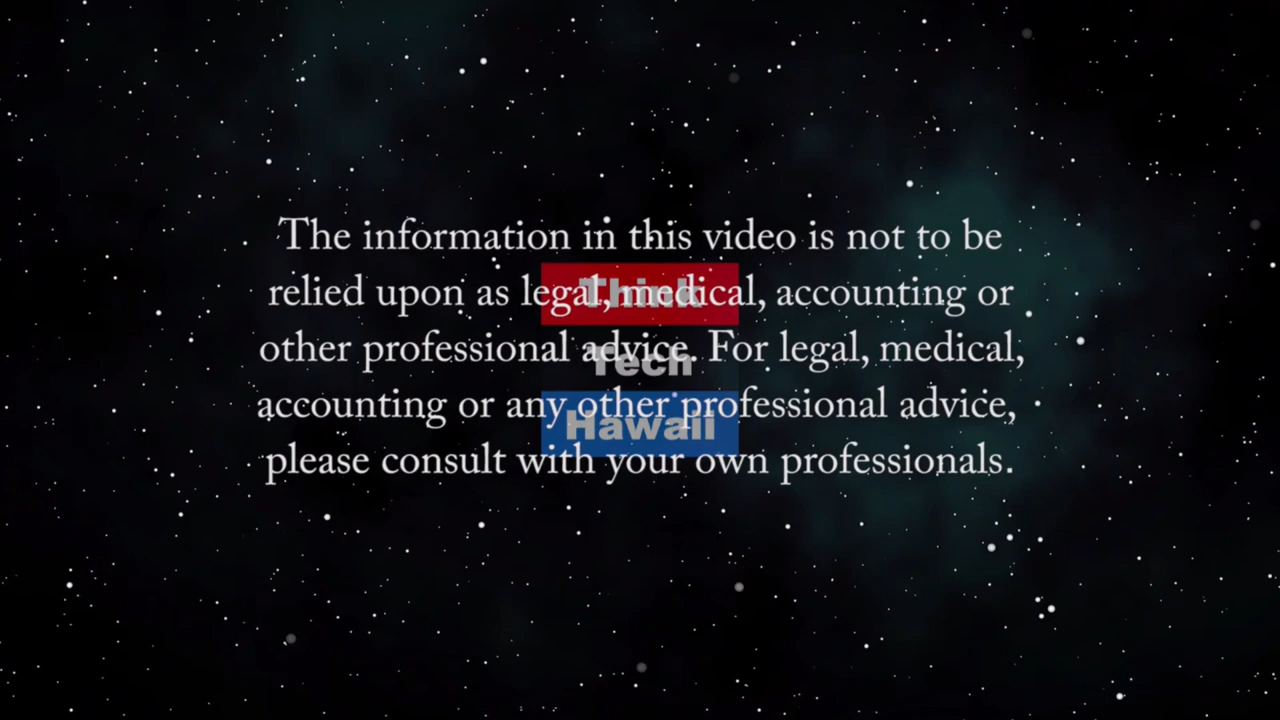 The information in this video is not to be
relied upon as legal, medical, accounting or
other professional advice. For legal, medical,
accounting or any other professional advice,
please consult with your own professionals.
Think
Tech
Hawaii